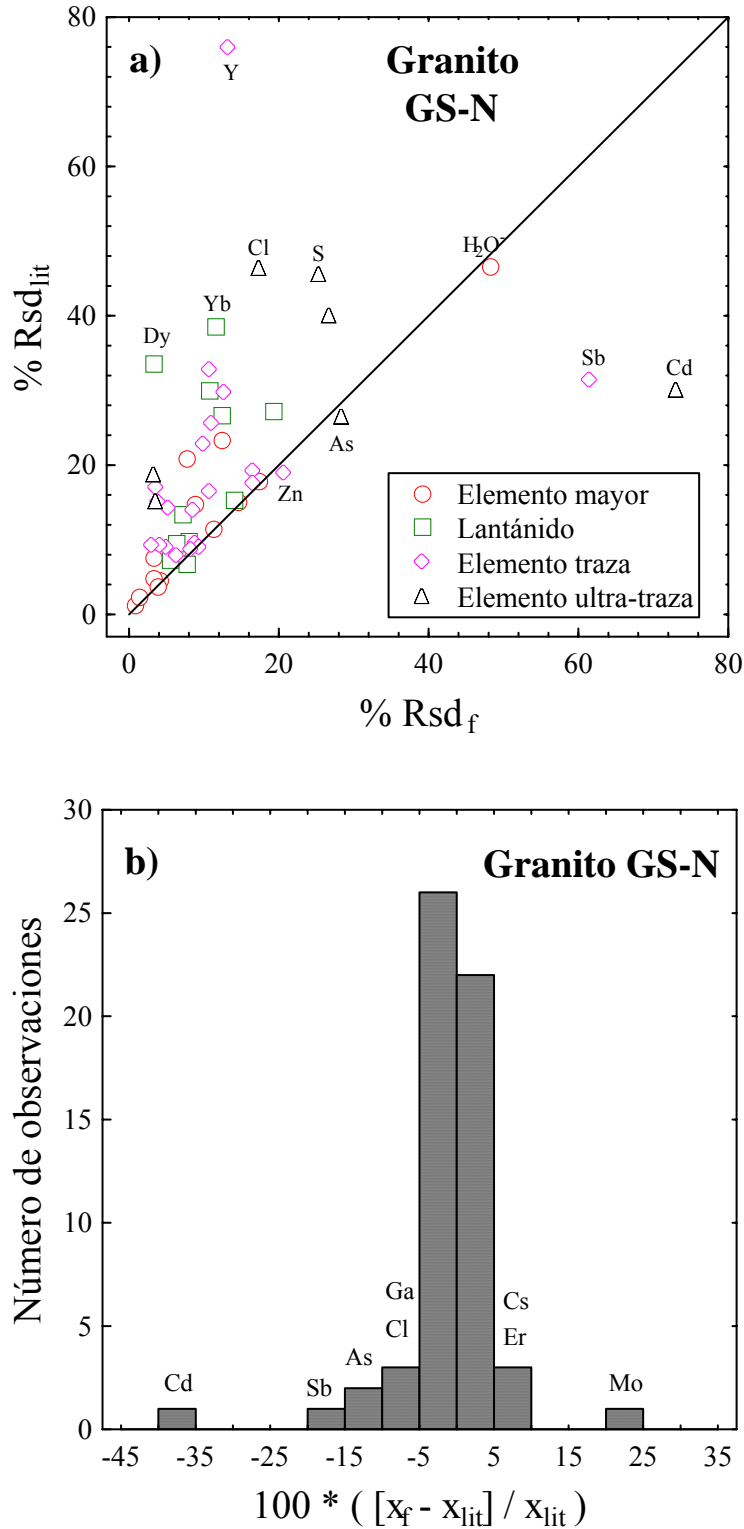 80
a)
Granito
GS-N
Y
60
% Rsd_lit
Cl
S
H₂O⁻
40
Yb
Dy
Sb
Cd
As
20
Zn
Elemento mayor
Lantánido
Elemento traza
Elemento ultra-traza
0
0 20 40 60 80
% Rsd_f
30
b)
Granito GS-N
25
20
Número de observaciones
15
10
Ga
Cs
5
Cl
Er
As
Cd
Sb
Mo
0
-45 -35 -25 -15 -5 5 15 25 35
100 * ( [x_f - x_lit] / x_lit)